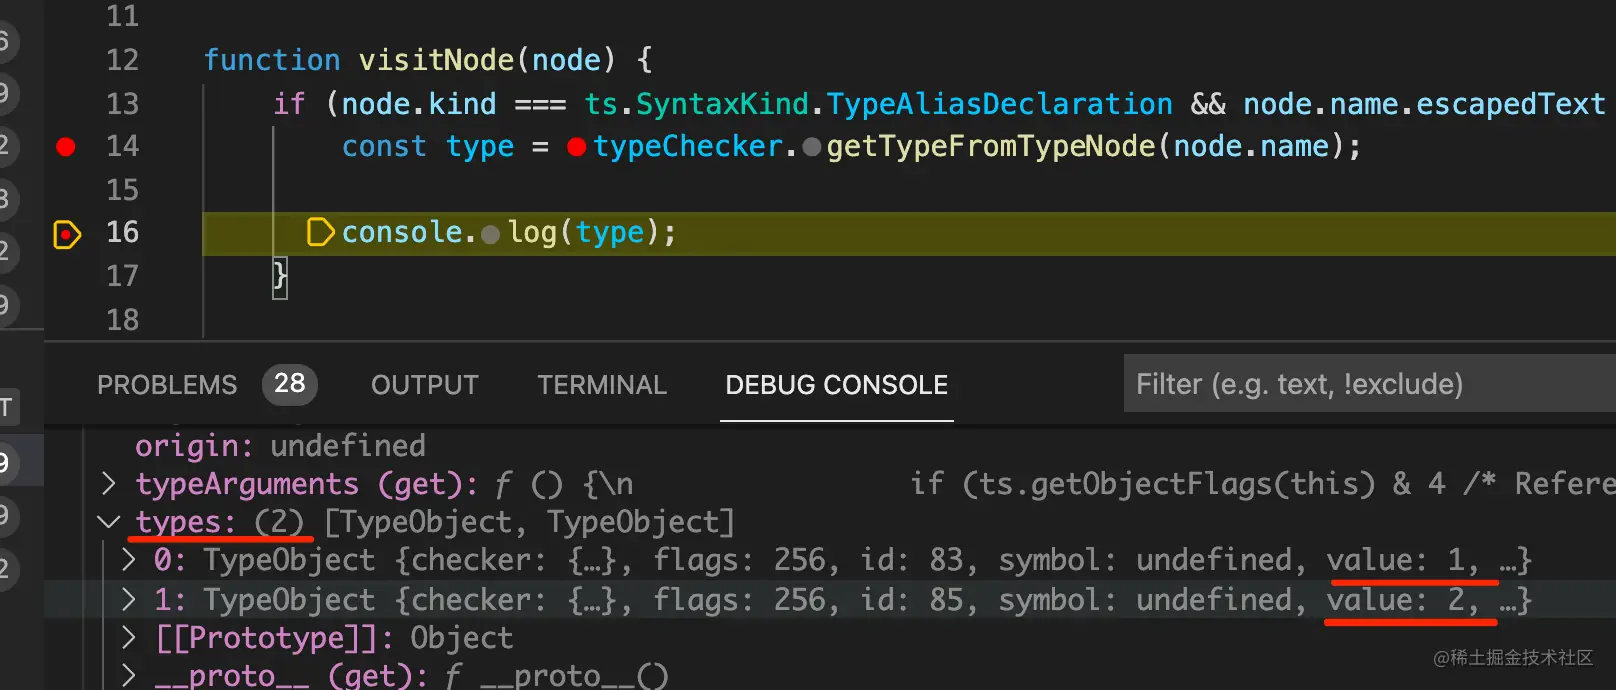 11
12 function visitNode(node) {
13 if (node.kind === ts.SyntaxKind.TypeAliasDeclaration && node.name.escapedText
14 const type = typeChecker.getTypeFromTypeNode(node.name);
15
16 console.log(type);
17 }
18
PROBLEMS 28 OUTPUT TERMINAL DEBUG CONSOLE Filter (e.g. text, !exclude)
origin: undefined
typeArguments (get): ƒ () {\n if (ts.getObjectFlags(this) & 4 /* Refere
types: (2) [TypeObject, TypeObject]
0: TypeObject {checker: {…}, flags: 256, id: 83, symbol: undefined, value: 1, …}
1: TypeObject {checker: {…}, flags: 256, id: 85, symbol: undefined, value: 2, …}
[[Prototype]]: Object
__proto__ (get): ƒ __proto__()
@稀土掘金技术社区